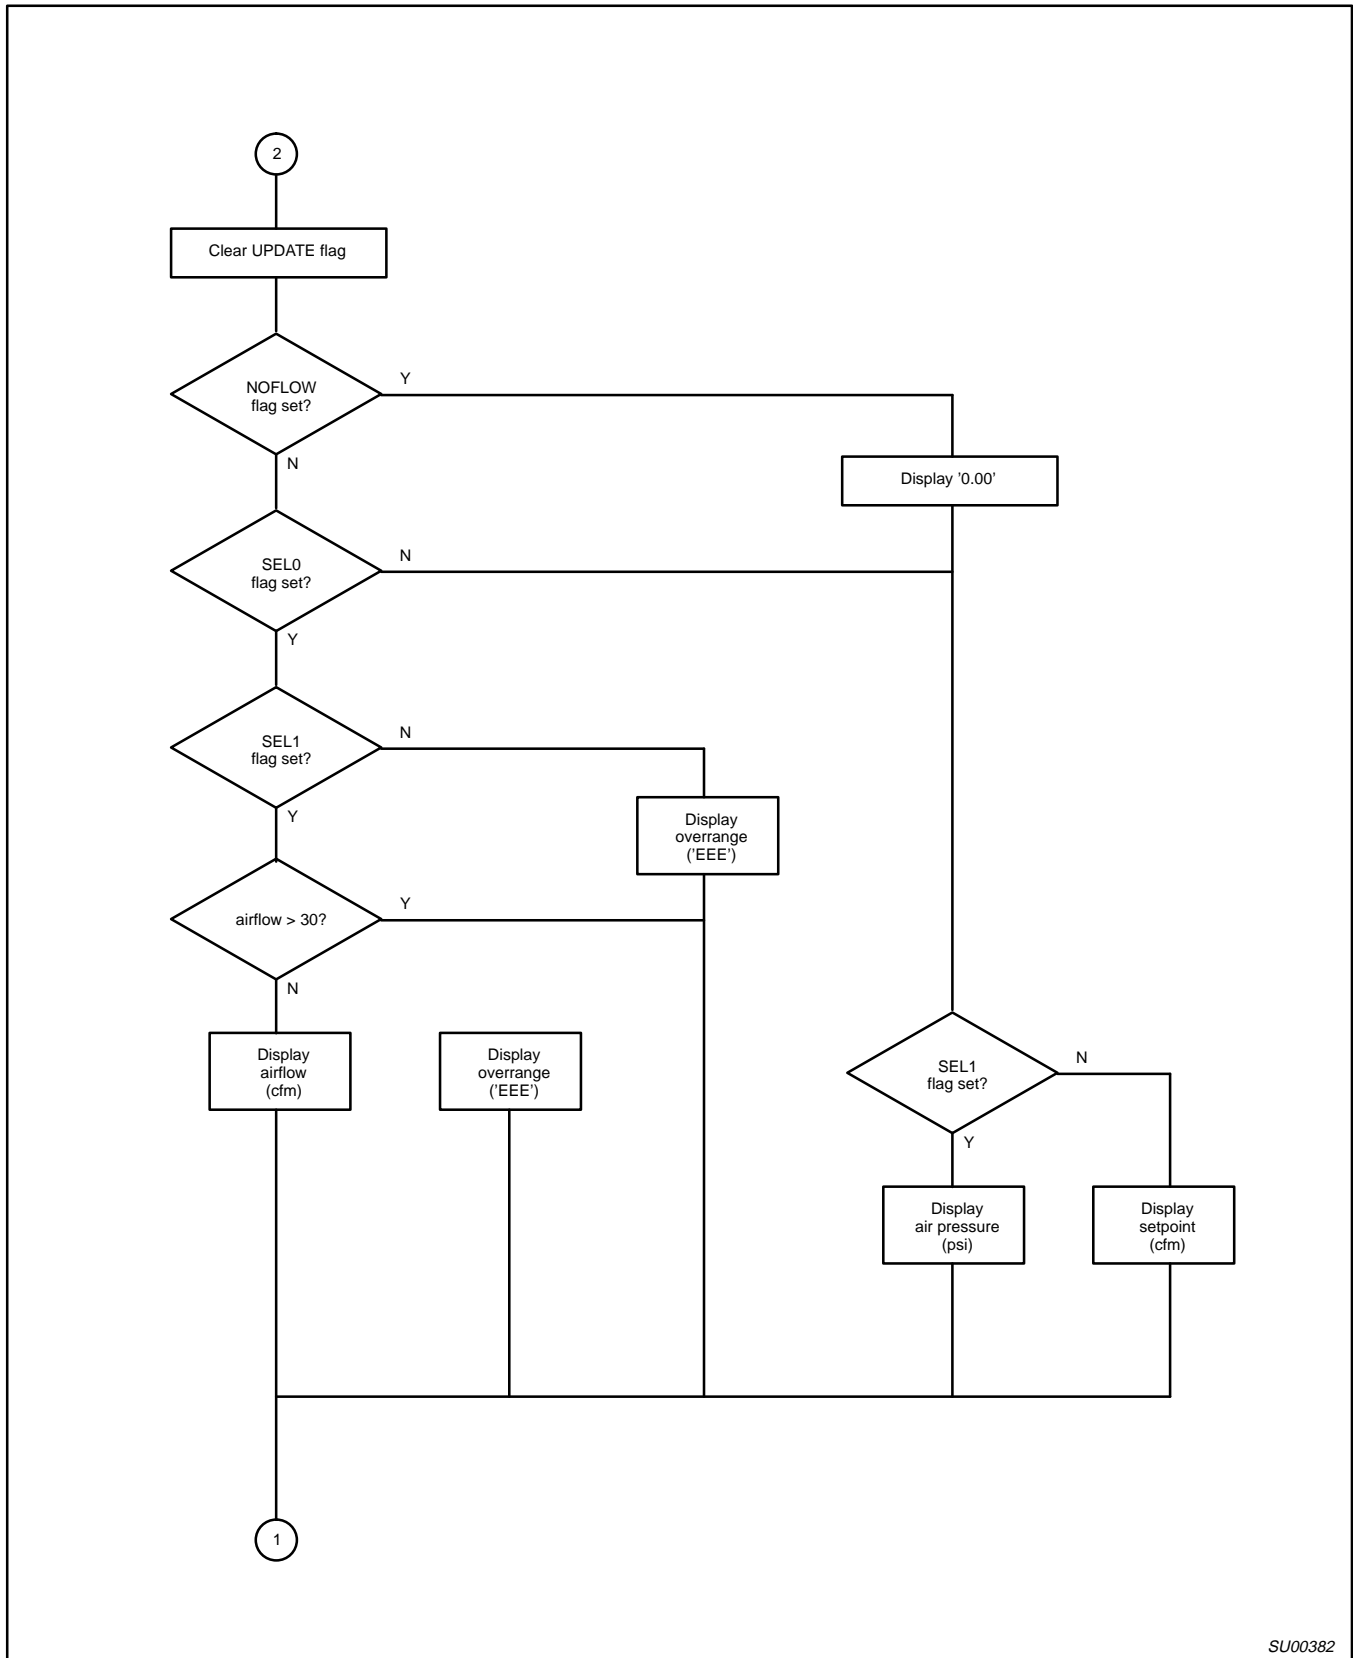 2
Clear UPDATE flag
NOFLOW
flag set?
Y
N
Display ’0.00’
SEL0
flag set?
N
Y
SEL1
flag set?
N
Y
Display
overrange
(’EEE’)
airflow > 30?
Y
N
Display
airflow
(cfm)
Display
overrange
(’EEE’)
SEL1
flag set?
N
Y
Display
air pressure
(psi)
Display
setpoint
(cfm)
1
SU00382